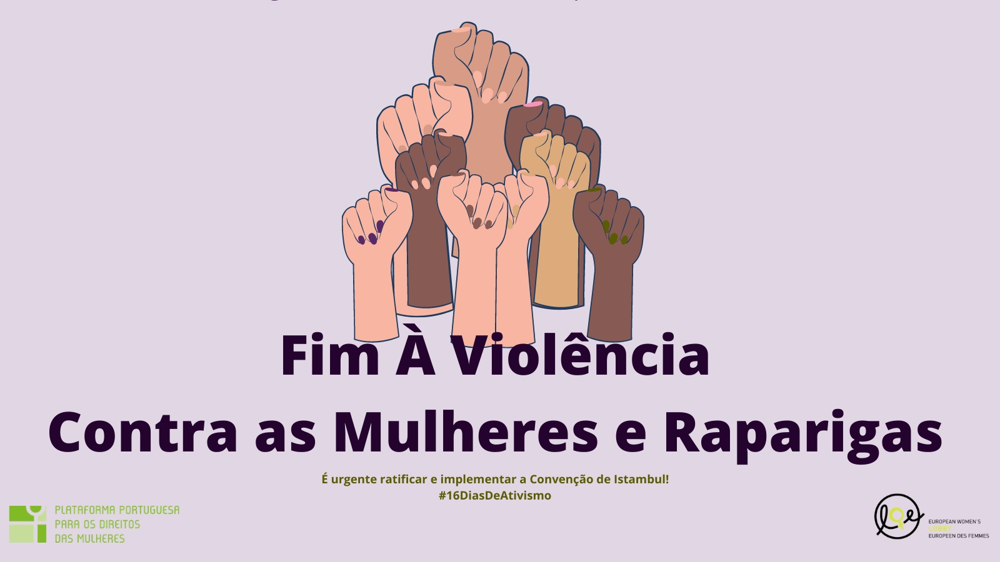 Fim À Violência
Contra as Mulheres e Raparigas
É urgente ratificar e implementar a Convenção de Istambul!
#16DiasDeAtivismo
PLATAFORMA PORTUGUESA
PARA OS DIREITOS
DAS MULHERES
EUROPEAN WOMEN'S
LOBBY
EUROPEEN DES FEMMES